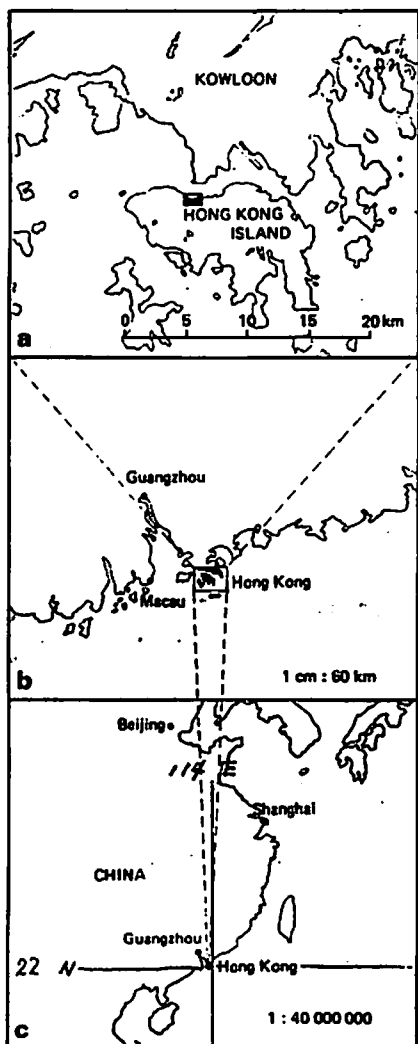 KOWLOON
HONG KONG
ISLAND
a
0 5 10 15 20 km
Guangzhou
Hong Kong
Macau
b
1 cm : 60 km
Beijing
114 E
Shanghai
CHINA
Guangzhou
22 N
Hong Kong
c
1 : 40 000 000